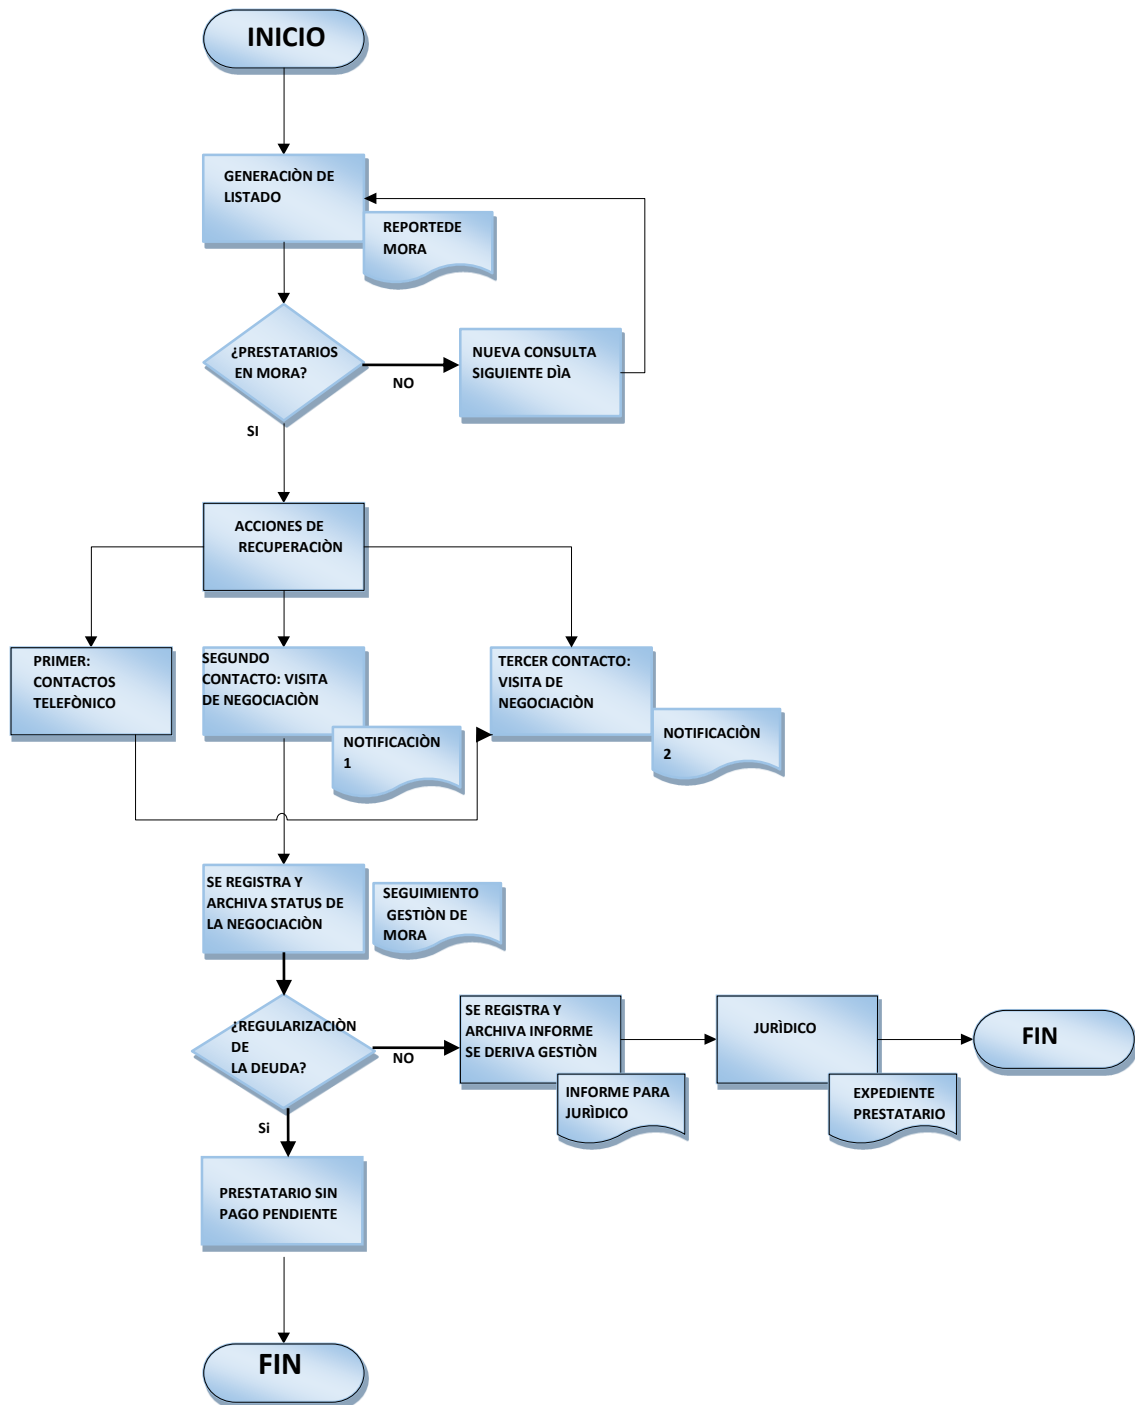 INICIO
GENERACIÒN DE
LISTADO
REPORTEDE
MORA
¿PRESTATARIOS
EN MORA?
NO
NUEVA CONSULTA
SIGUIENTE DÌA
SI
ACCIONES DE
RECUPERACIÒN
PRIMER:
CONTACTOS
TELEFÒNICO
SEGUNDO
CONTACTO: VISITA
DE NEGOCIACIÒN
NOTIFICACIÒN
1
TERCER CONTACTO:
VISITA DE
NEGOCIACIÒN
NOTIFICACIÒN
2
SE REGISTRA Y
ARCHIVA STATUS DE
LA NEGOCIACIÒN
SEGUIMIENTO
GESTIÒN DE
MORA
¿REGULARIZACIÒN
DE
LA DEUDA?
NO
SE REGISTRA Y
ARCHIVA INFORME
SE DERIVA GESTIÒN
INFORME PARA
JURÌDICO
JURÌDICO
EXPEDIENTE
PRESTATARIO
FIN
Si
PRESTATARIO SIN
PAGO PENDIENTE
FIN